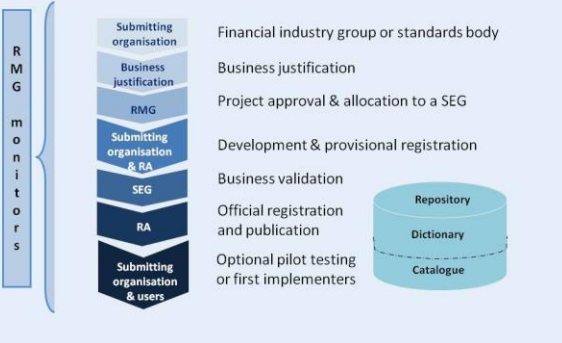 RMG monitors
Submitting
organisation
Financial industry group or standards body
Business
justification
Business justification
RMG
Project approval & allocation to a SEG
Submitting
organisation
& RA
Development & provisional registration
SEG
Business validation
RA
Official registration
and publication
Submitting
organisation
& users
Optional pilot testing
or first implementers
Repository
Dictionary
Catalogue